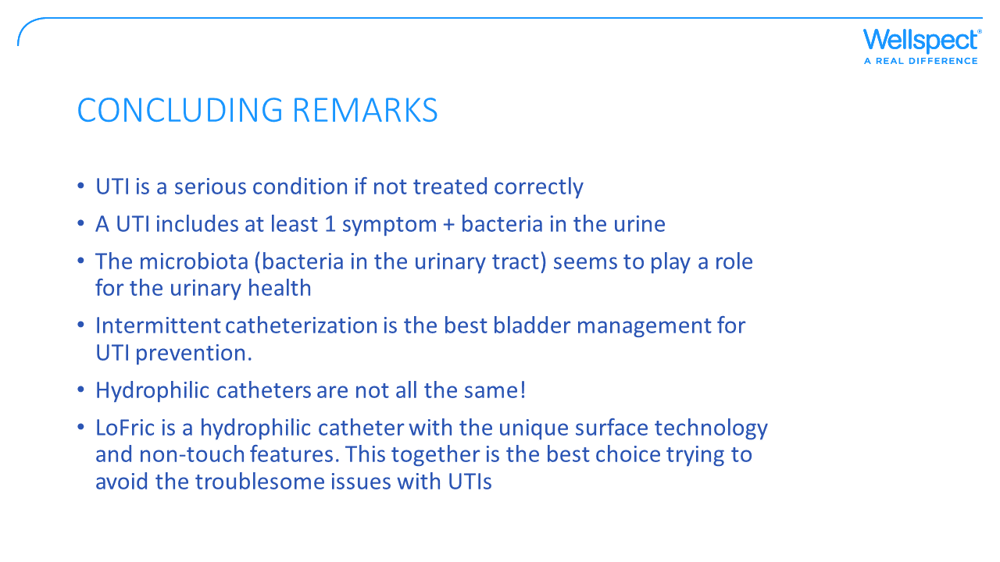 Wellspect®
A REAL DIFFERENCE
CONCLUDING REMARKS
• UTI is a serious condition if not treated correctly
• A UTI includes at least 1 symptom + bacteria in the urine
• The microbiota (bacteria in the urinary tract) seems to play a role
for the urinary health
• Intermittent catheterization is the best bladder management for
UTI prevention.
• Hydrophilic catheters are not all the same!
• LoFric is a hydrophilic catheter with the unique surface technology
and non-touch features. This together is the best choice trying to
avoid the troublesome issues with UTIs